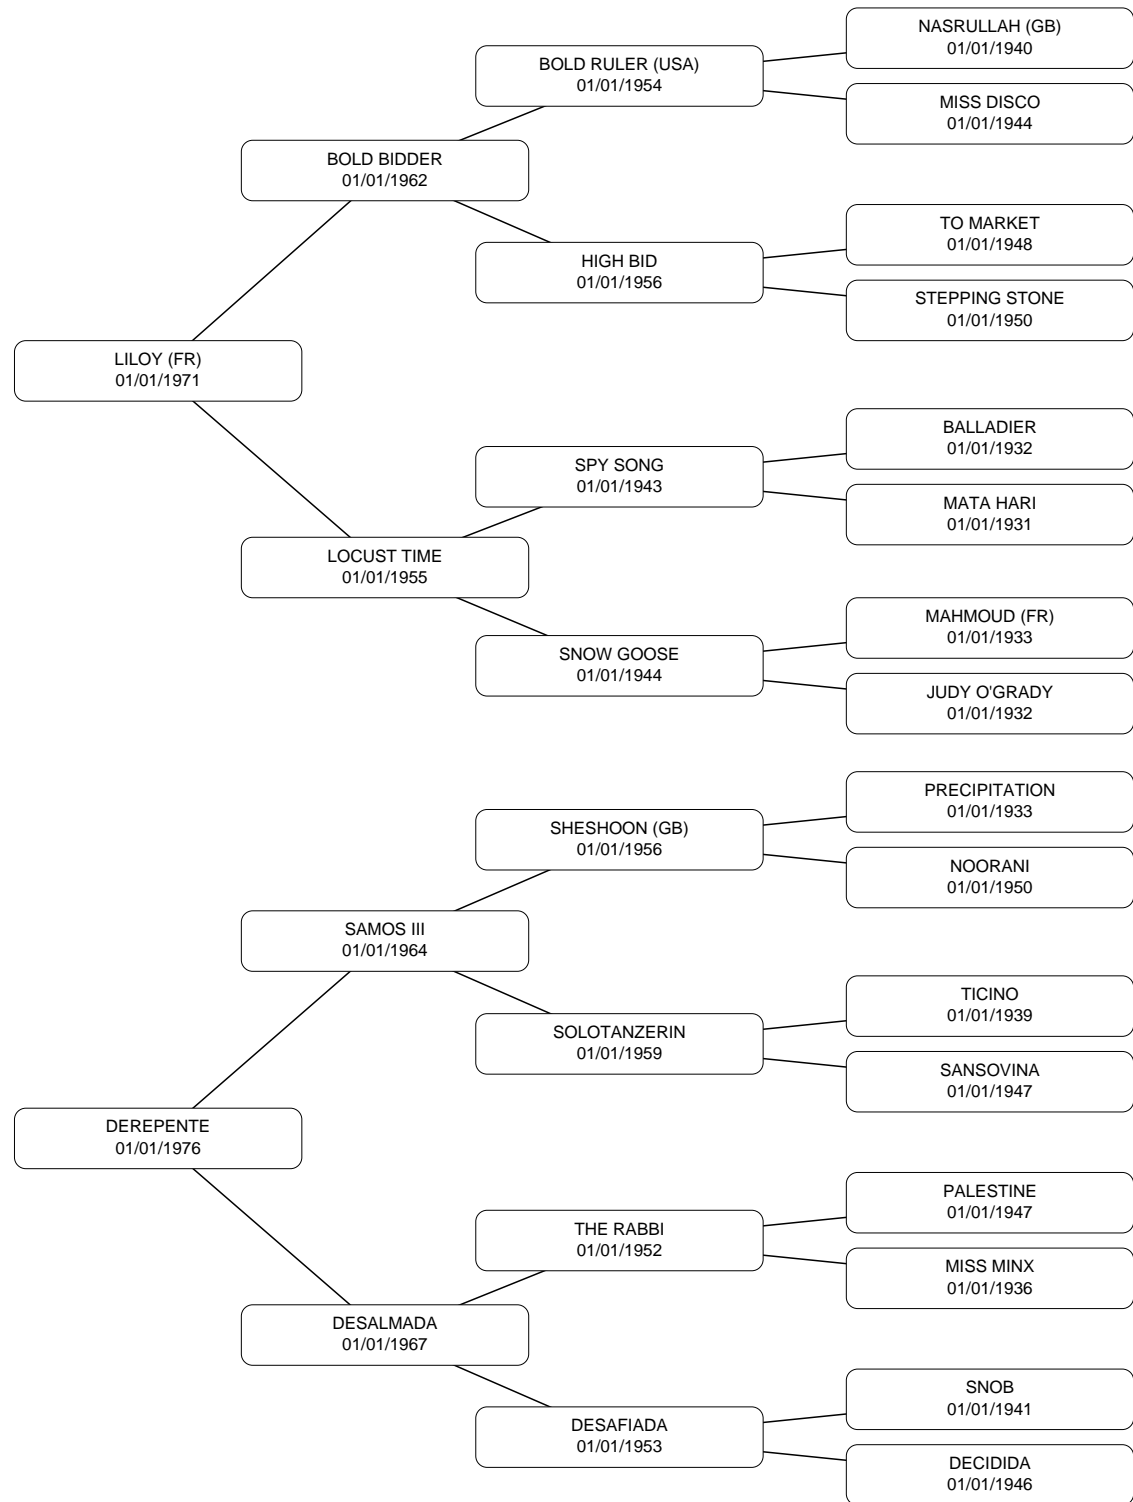 NASRULLAH (GB)
01/01/1940
BOLD RULER (USA)
01/01/1954
MISS DISCO
01/01/1944
BOLD BIDDER
01/01/1962
TO MARKET
01/01/1948
HIGH BID
01/01/1956
STEPPING STONE
01/01/1950
LILOY (FR)
01/01/1971
BALLADIER
01/01/1932
SPY SONG
01/01/1943
MATA HARI
01/01/1931
LOCUST TIME
01/01/1955
MAHMOUD (FR)
01/01/1933
SNOW GOOSE
01/01/1944
JUDY O'GRADY
01/01/1932
PRECIPITATION
01/01/1933
SHESHOON (GB)
01/01/1956
NOORANI
01/01/1950
SAMOS III
01/01/1964
TICINO
01/01/1939
SOLOTANZERIN
01/01/1959
SANSOVINA
01/01/1947
DEREPENTE
01/01/1976
PALESTINE
01/01/1947
THE RABBI
01/01/1952
MISS MINX
01/01/1936
DESALMADA
01/01/1967
SNOB
01/01/1941
DESAFIADA
01/01/1953
DECIDIDA
01/01/1946